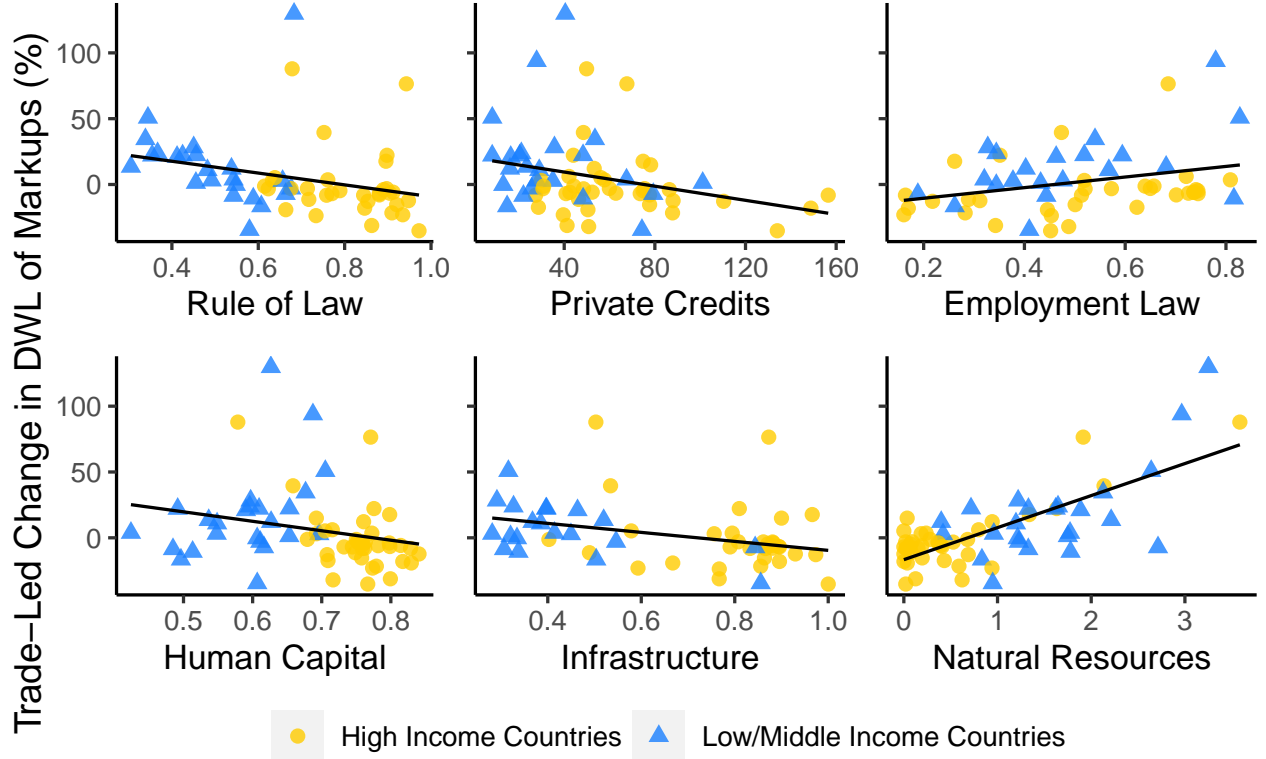 Trade–Led Change in DWL of Markups (%)
100
50
0
0.4 0.6 0.8 1.0
Rule of Law
40 80 120 160
Private Credits
0.2 0.4 0.6 0.8
Employment Law
100
50
0
0.5 0.6 0.7 0.8
Human Capital
0.4 0.6 0.8 1.0
Infrastructure
0 1 2 3
Natural Resources
High Income Countries Low/Middle Income Countries